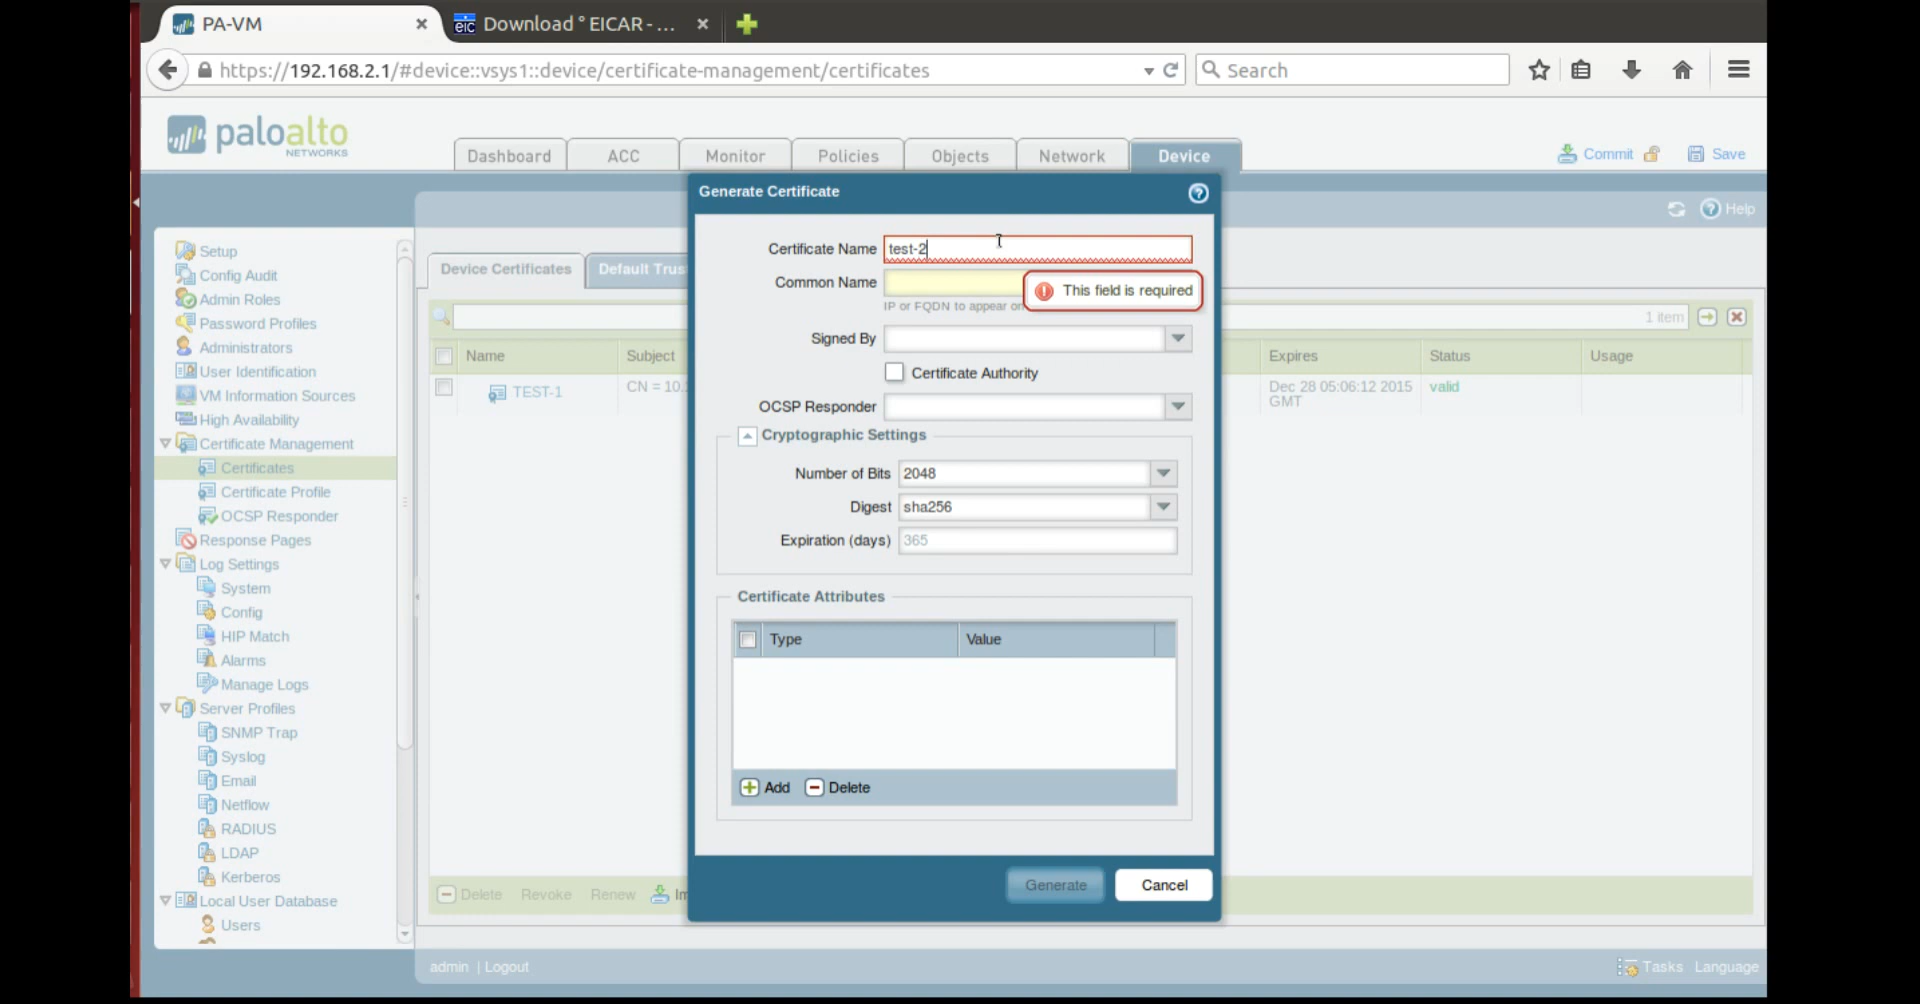 PA-VM
eic Download ° EICAR - ...
https://192.168.2.1/#device::vsys1::device/certificate-management/certificates
Search
paloalto
NETWORKS
Dashboard
ACC
Monitor
Policies
Objects
Network
Device
Commit
Save
Help
Setup
Config Audit
Admin Roles
Password Profiles
Administrators
User Identification
VM Information Sources
High Availability
Certificate Management
Certificates
Certificate Profile
OCSP Responder
Response Pages
Log Settings
System
Config
HIP Match
Alarms
Manage Logs
Server Profiles
SNMP Trap
Syslog
Email
Netflow
RADIUS
LDAP
Kerberos
Local User Database
Users
Device Certificates
Default Trus
1 item
Name
Subject
Expires
Status
Usage
TEST-1
CN = 10.
Dec 28 05:06:12 2015
GMT
valid
Delete
Revoke
Renew
Im
Generate Certificate
Certificate Name test-2
Common Name
This field is required
IP or FQDN to appear on
Signed By
Certificate Authority
OCSP Responder
Cryptographic Settings
Number of Bits 2048
Digest sha256
Expiration (days) 365
Certificate Attributes
Type
Value
Add
Delete
Generate
Cancel
admin | Logout
Tasks
Language